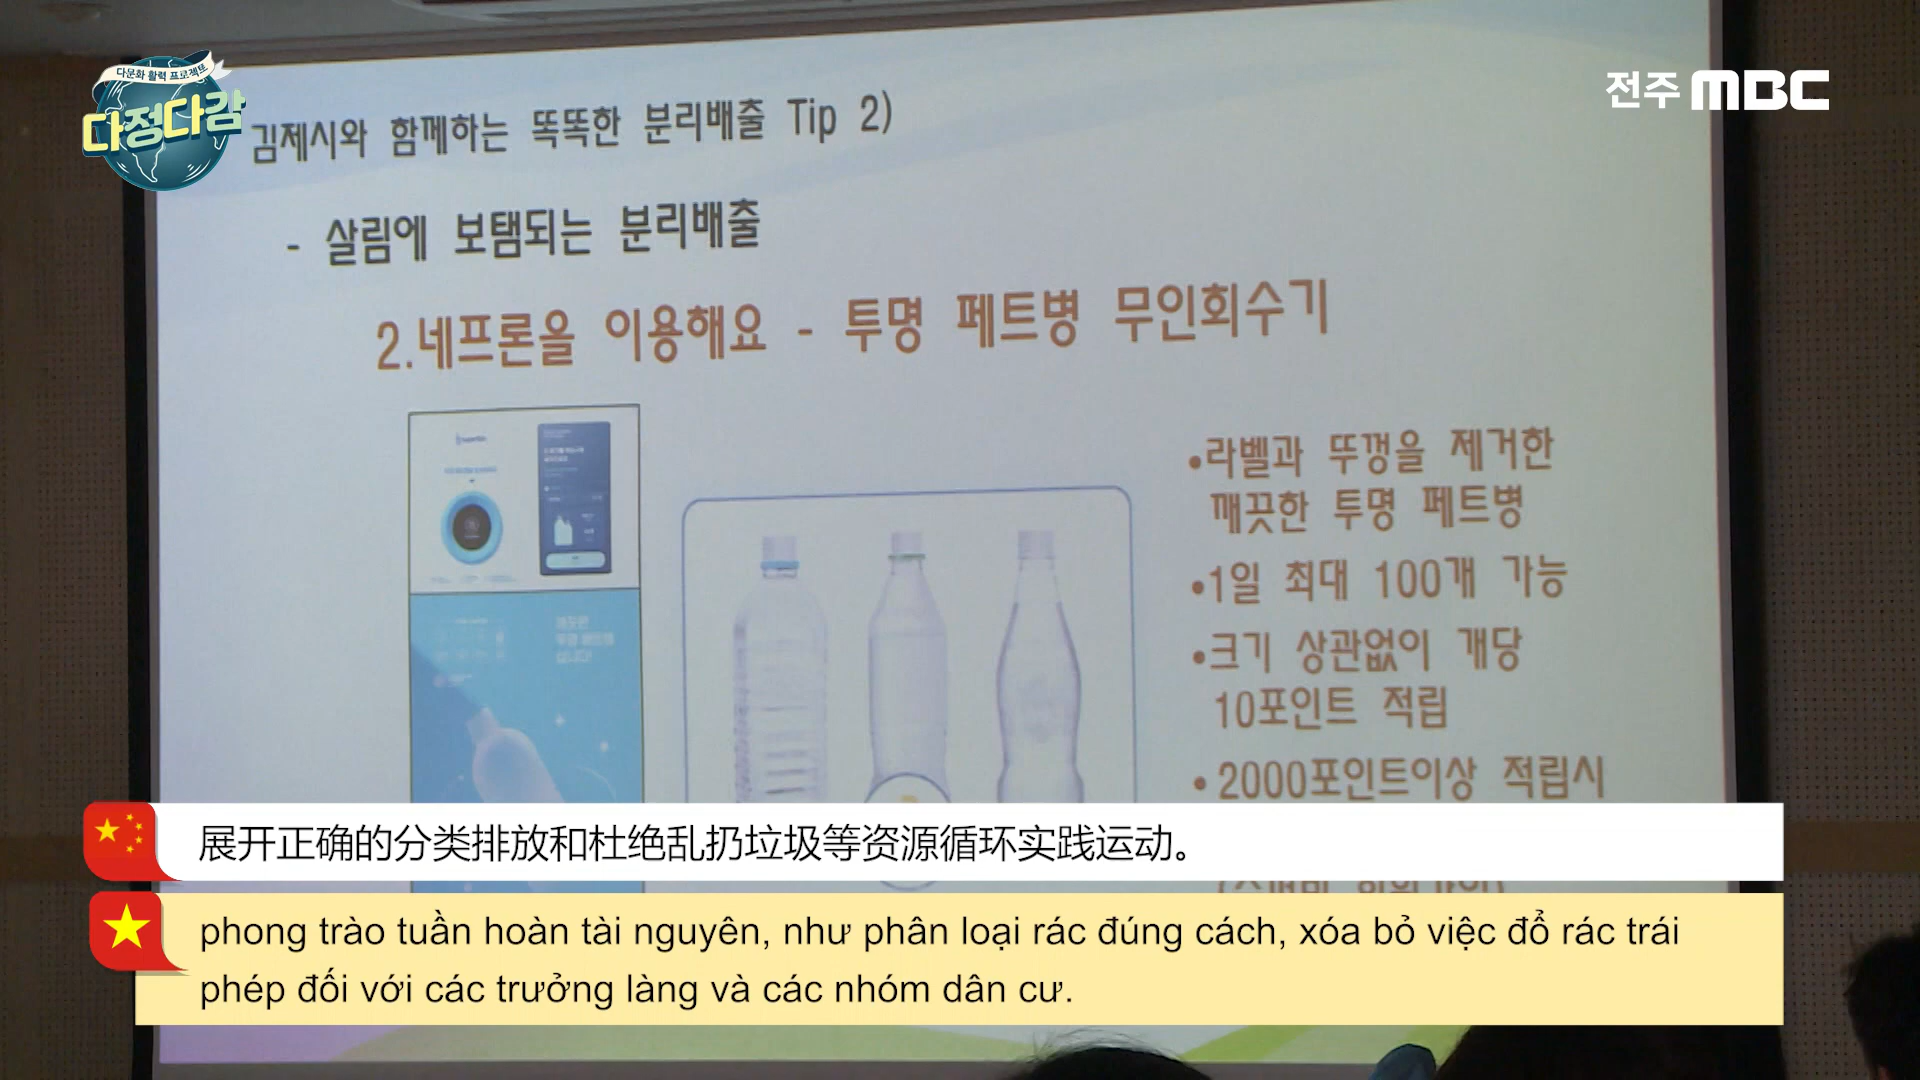 다문화 활력 프로젝트
다정다감
전주 MBC
김제시와 함께하는 똑똑한 분리배출 Tip 2)
- 살림에 보탬되는 분리배출
2.네프론을 이용해요 - 투명 페트병 무인회수기
•라벨과 뚜껑을 제거한
깨끗한 투명 페트병
•1일 최대 100개 가능
•크기 상관없이 개당
10포인트 적립
•2000포인트이상 적립시
展开正确的分类排放和杜绝乱扔垃圾等资源循环实践运动。
phong trào tuần hoàn tài nguyên, như phân loại rác đúng cách, xóa bỏ việc đổ rác trái
phép đối với các trưởng làng và các nhóm dân cư.